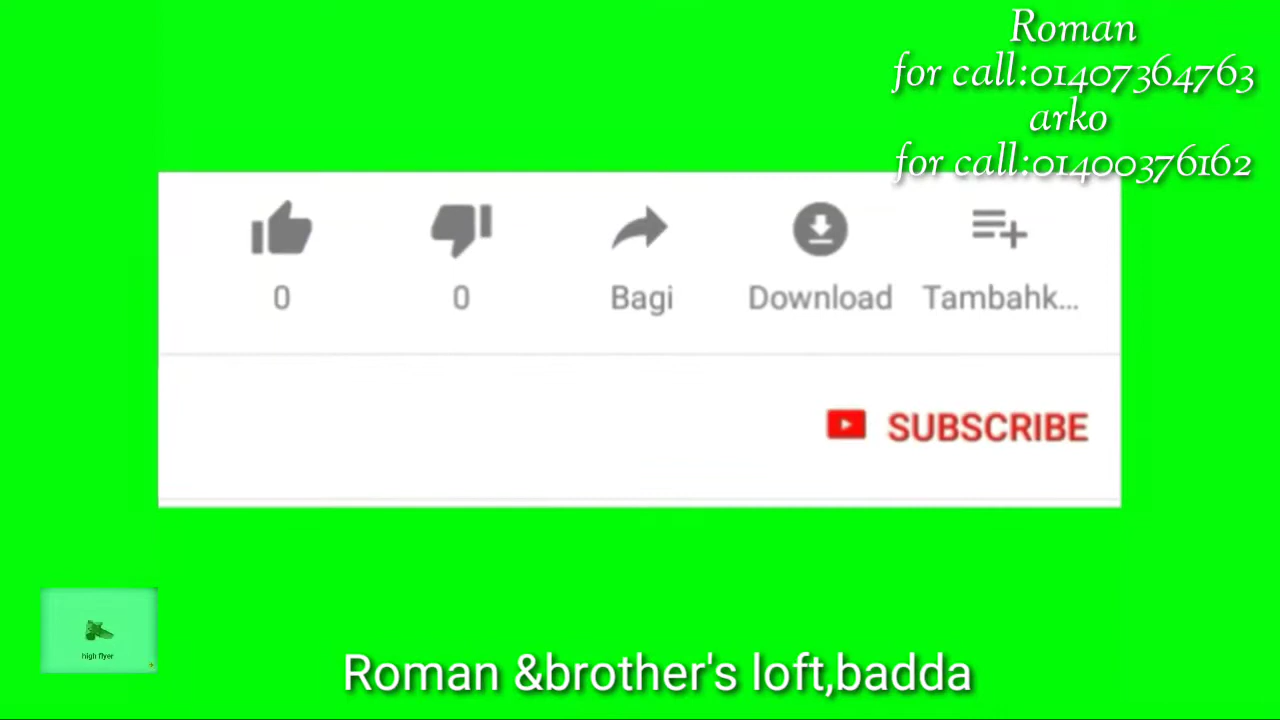 Roman
for call:01407364763
arko
for call:01400376162
0
0
Bagi
Download
Tambahk...
SUBSCRIBE
high flyer
Roman &brother's loft,badda